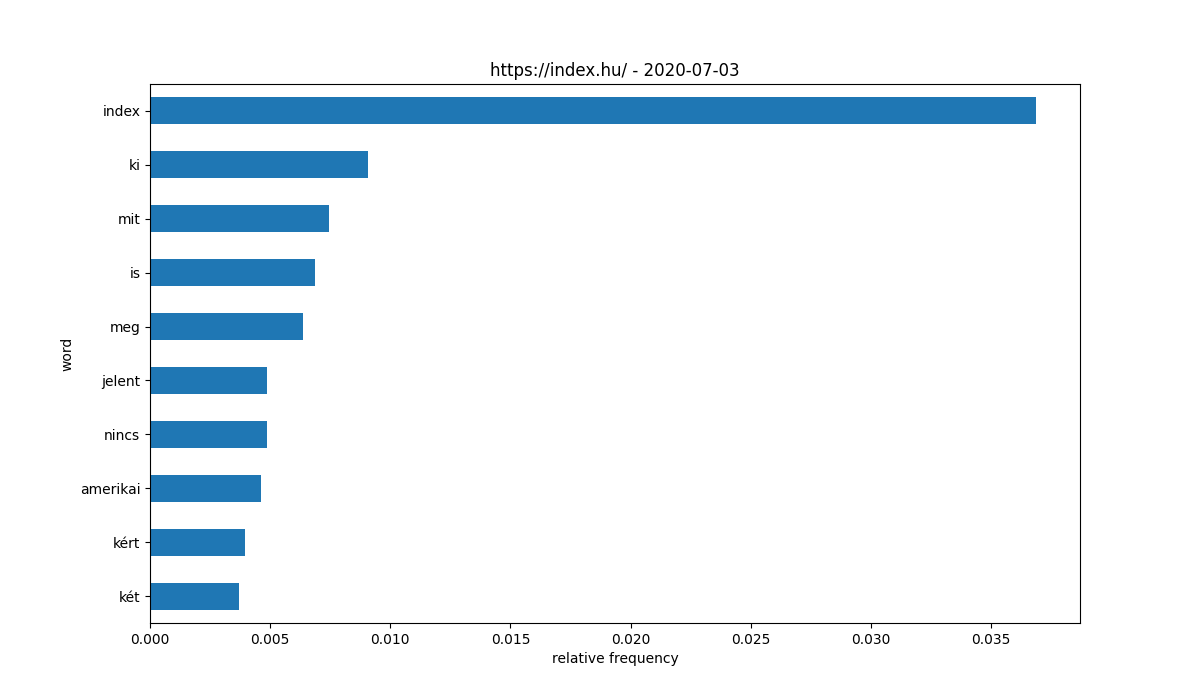 https://index.hu/ - 2020-07-03
index
ki
mit
is
meg
jelent
nincs
amerikai
kért
két
word
0.000 0.005 0.010 0.015 0.020 0.025 0.030 0.035
relative frequency